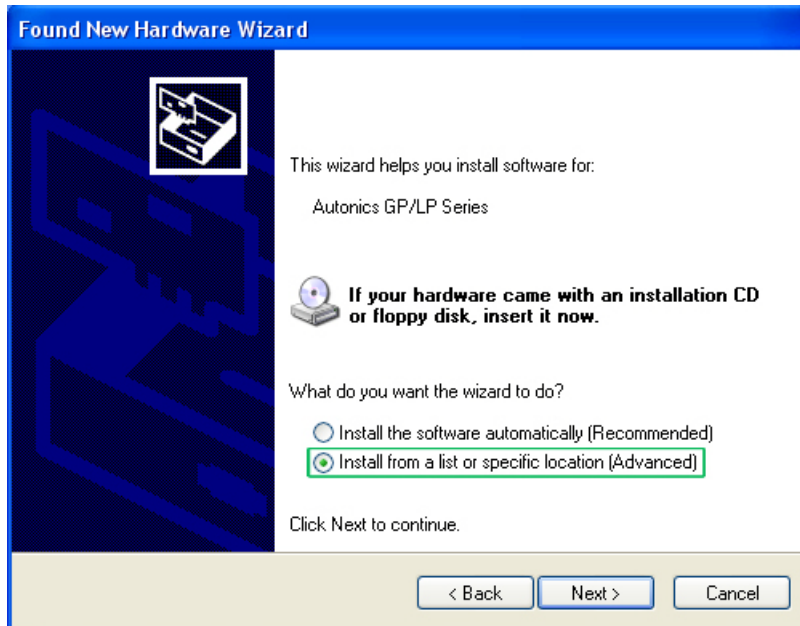 Found New Hardware Wizard
This wizard helps you install software for:
Autonics GP/LP Series
If your hardware came with an installation CD
or floppy disk, insert it now.
What do you want the wizard to do?
Install the software automatically (Recommended)
Install from a list or specific location (Advanced)
Click Next to continue.
< Back
Next >
Cancel